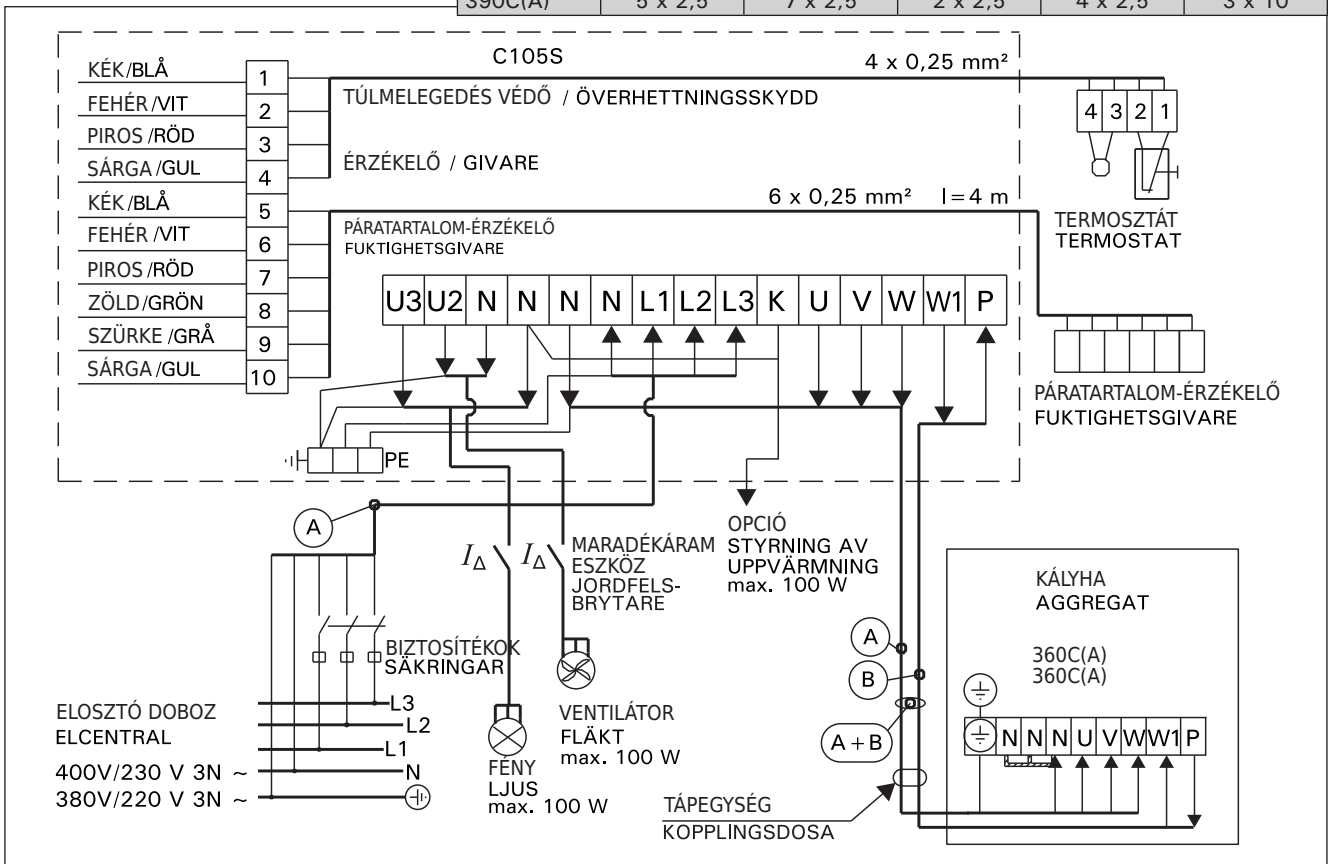 390C(A) 5 x 2,5 7 x 2,5 2 x 2,5 4 x 2,5 3 x 10
C105S
4 x 0,25 mm²
KÉK/BLÅ 1
FEHÉR/VIT 2
PIROS/RÖD 3
SÁRGA/GUL 4
KÉK/BLÅ 5
FEHÉR/VIT 6
PIROS/RÖD 7
ZÖLD/GRÖN 8
SZÜRKE/GRÅ 9
SÁRGA/GUL 10
TÚLMELEGEDÉS VÉDŐ / ÖVERHETTNINGSSKYDD
ÉRZÉKELŐ / GIVARE
4 3 2 1
TERMOSZTÁT
TERMOSTAT
6 x 0,25 mm² l=4 m
PÁRATARTALOM-ÉRZÉKELŐ
FUKTIGHETSGIVARE
U3 U2 N N N N L1 L2 L3 K U V W W1 P
PÁRATARTALOM-ÉRZÉKELŐ
FUKTIGHETSGIVARE
PE
A
I∆ I∆
MARADÉKÁRAM
ESZKÖZ
JORDFELS-
BRYTARE
OPCIÓ
STYRNING AV
UPPVÄRMNING
max. 100 W
BIZTOSÍTÉKOK
SÄKRINGAR
ELOSZTÓ DOBOZ
ELCENTRAL
L3
L2
L1
400V/230 V 3N ~ N
380V/220 V 3N ~
VENTILÁTOR
FLÄKT
max. 100 W
FÉNY
LJUS
max. 100 W
A
B
A+B
TÁPEGYSÉG
KOPPLINGSDOSA
KÁLYHA
AGGREGAT
360C(A)
360C(A)
N N N U V W W1 P